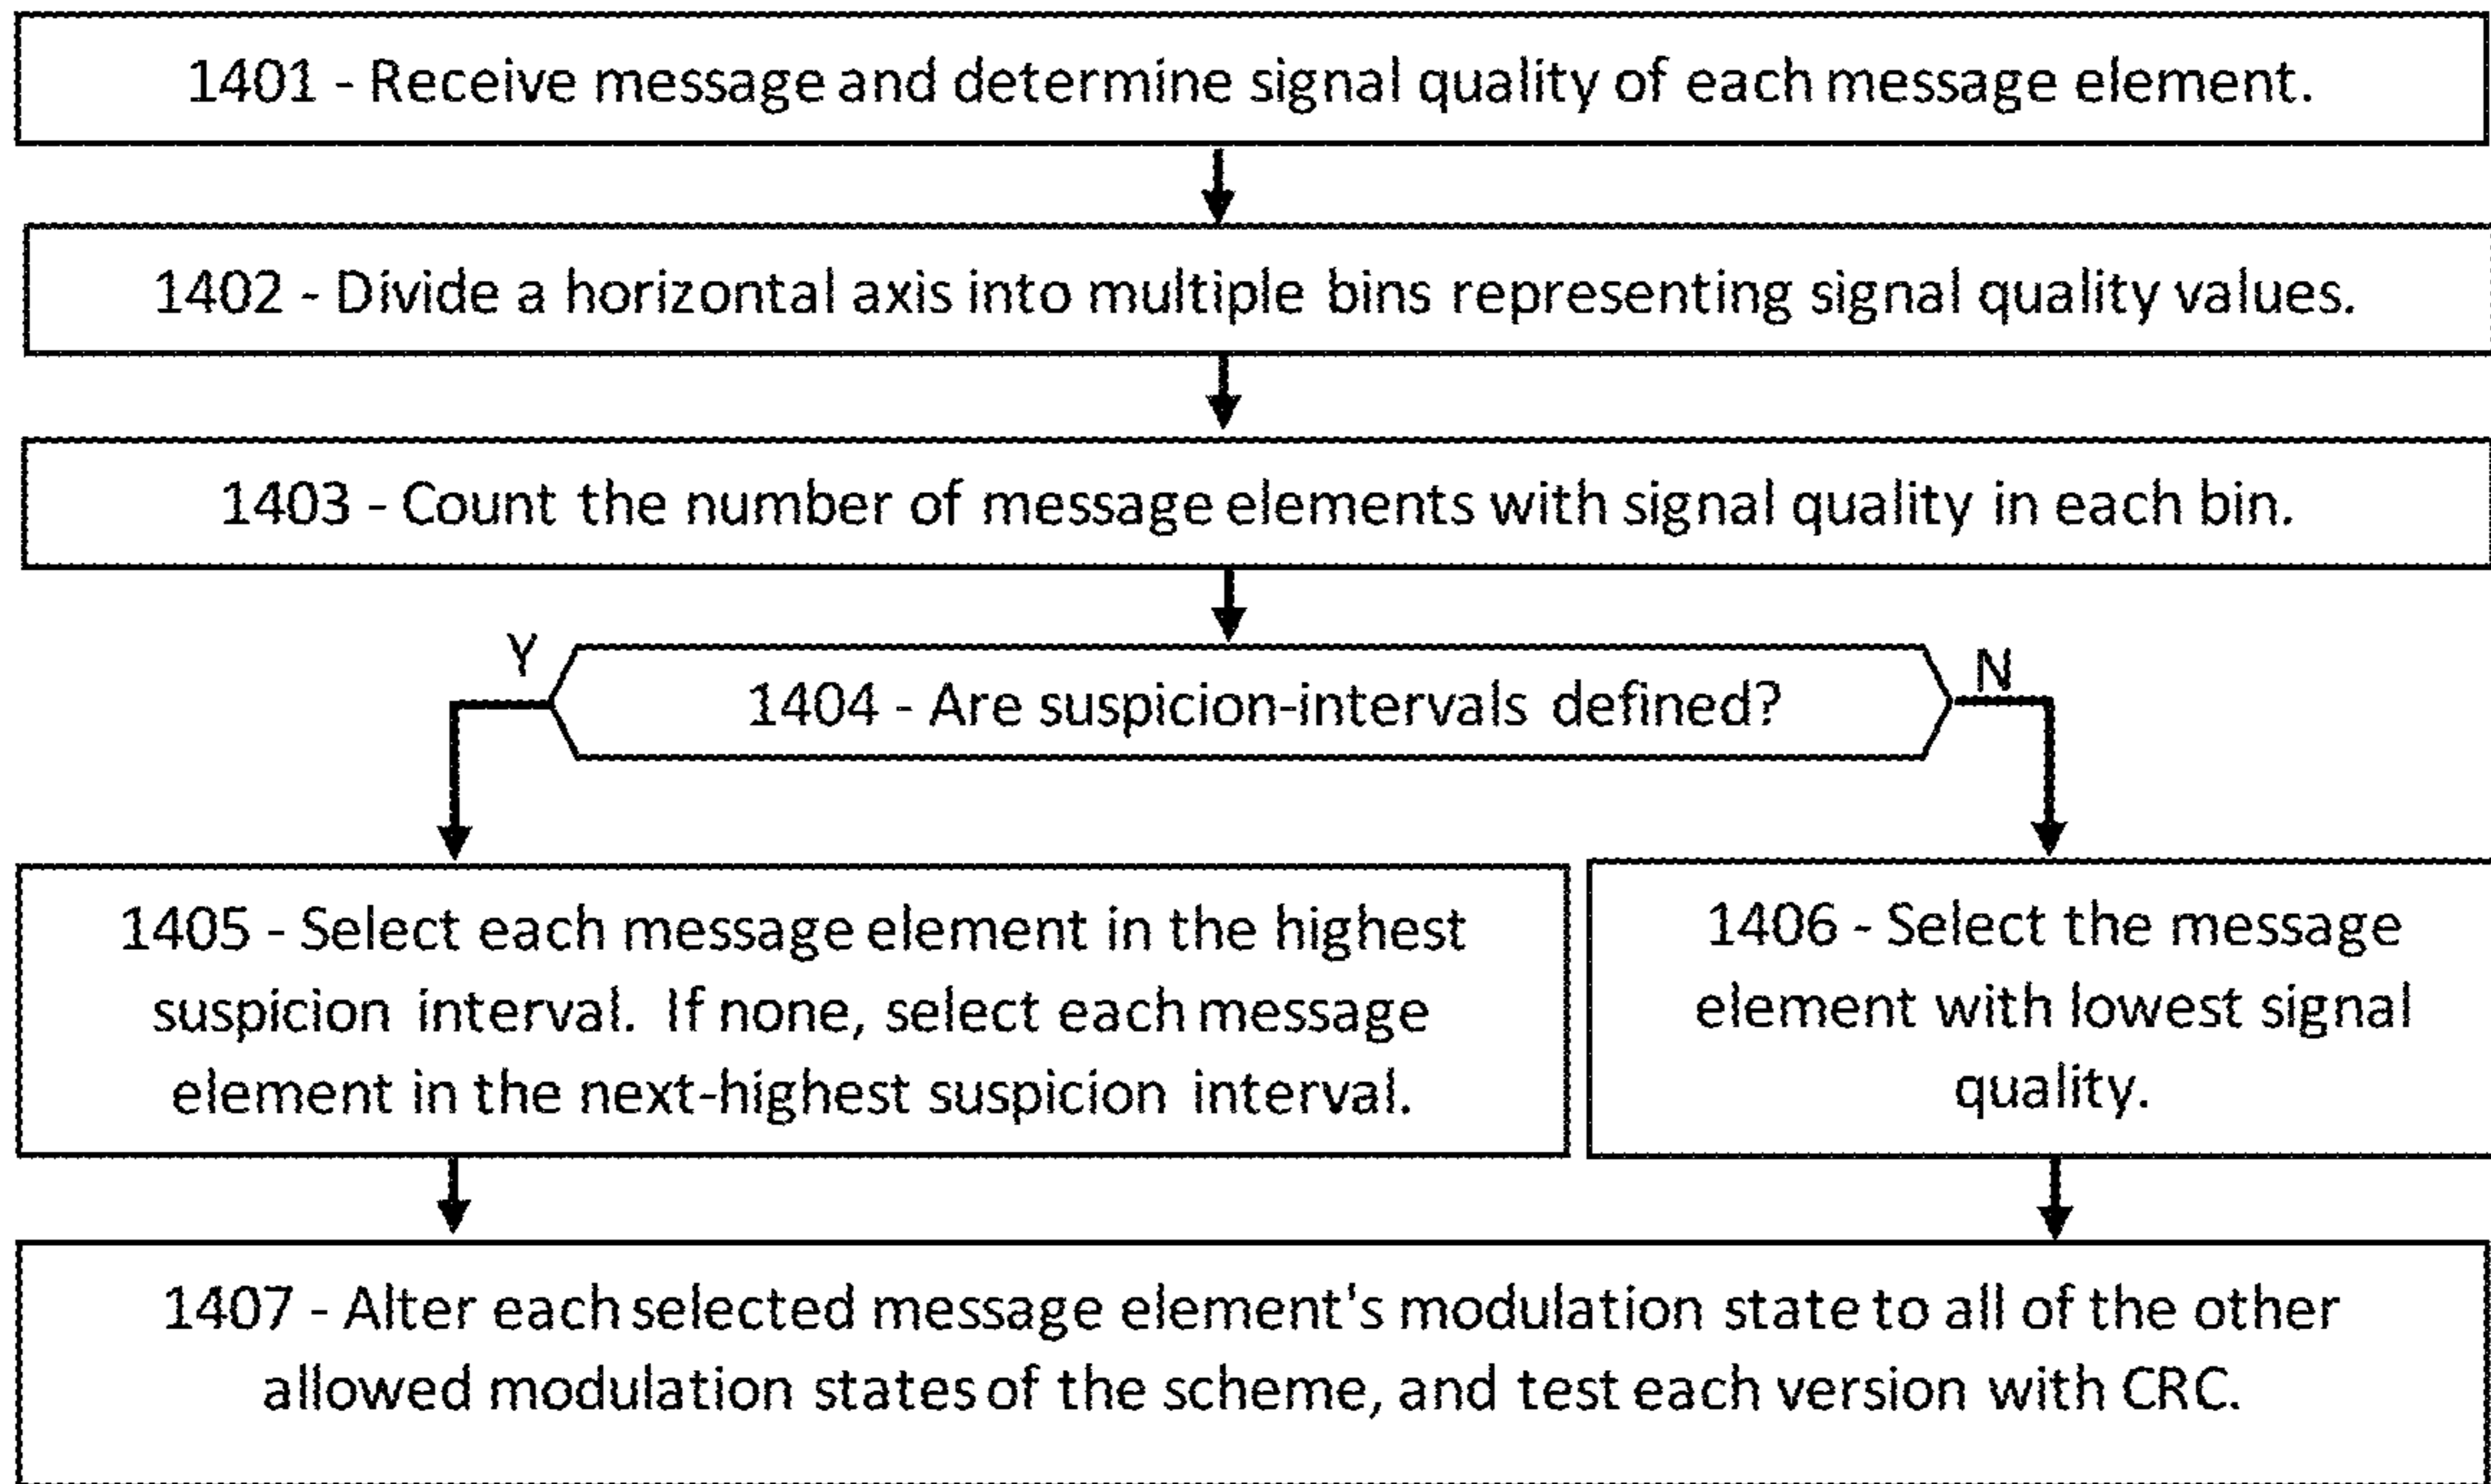 1401 - Receive message and determine signal quality of each message element.
1402 - Divide a horizontal axis into multiple bins representing signal quality values.
1403 - Count the number of message elements with signal quality in each bin.
Y
1404 - Are suspicion-intervals defined?
N
1405 - Select each message element in the highest
suspicion interval. If none, select each message
element in the next-highest suspicion interval.
1406 - Select the message
element with lowest signal
quality.
1407 - Alter each selected message element's modulation state to all of the other
allowed modulation states of the scheme, and test each version with CRC.